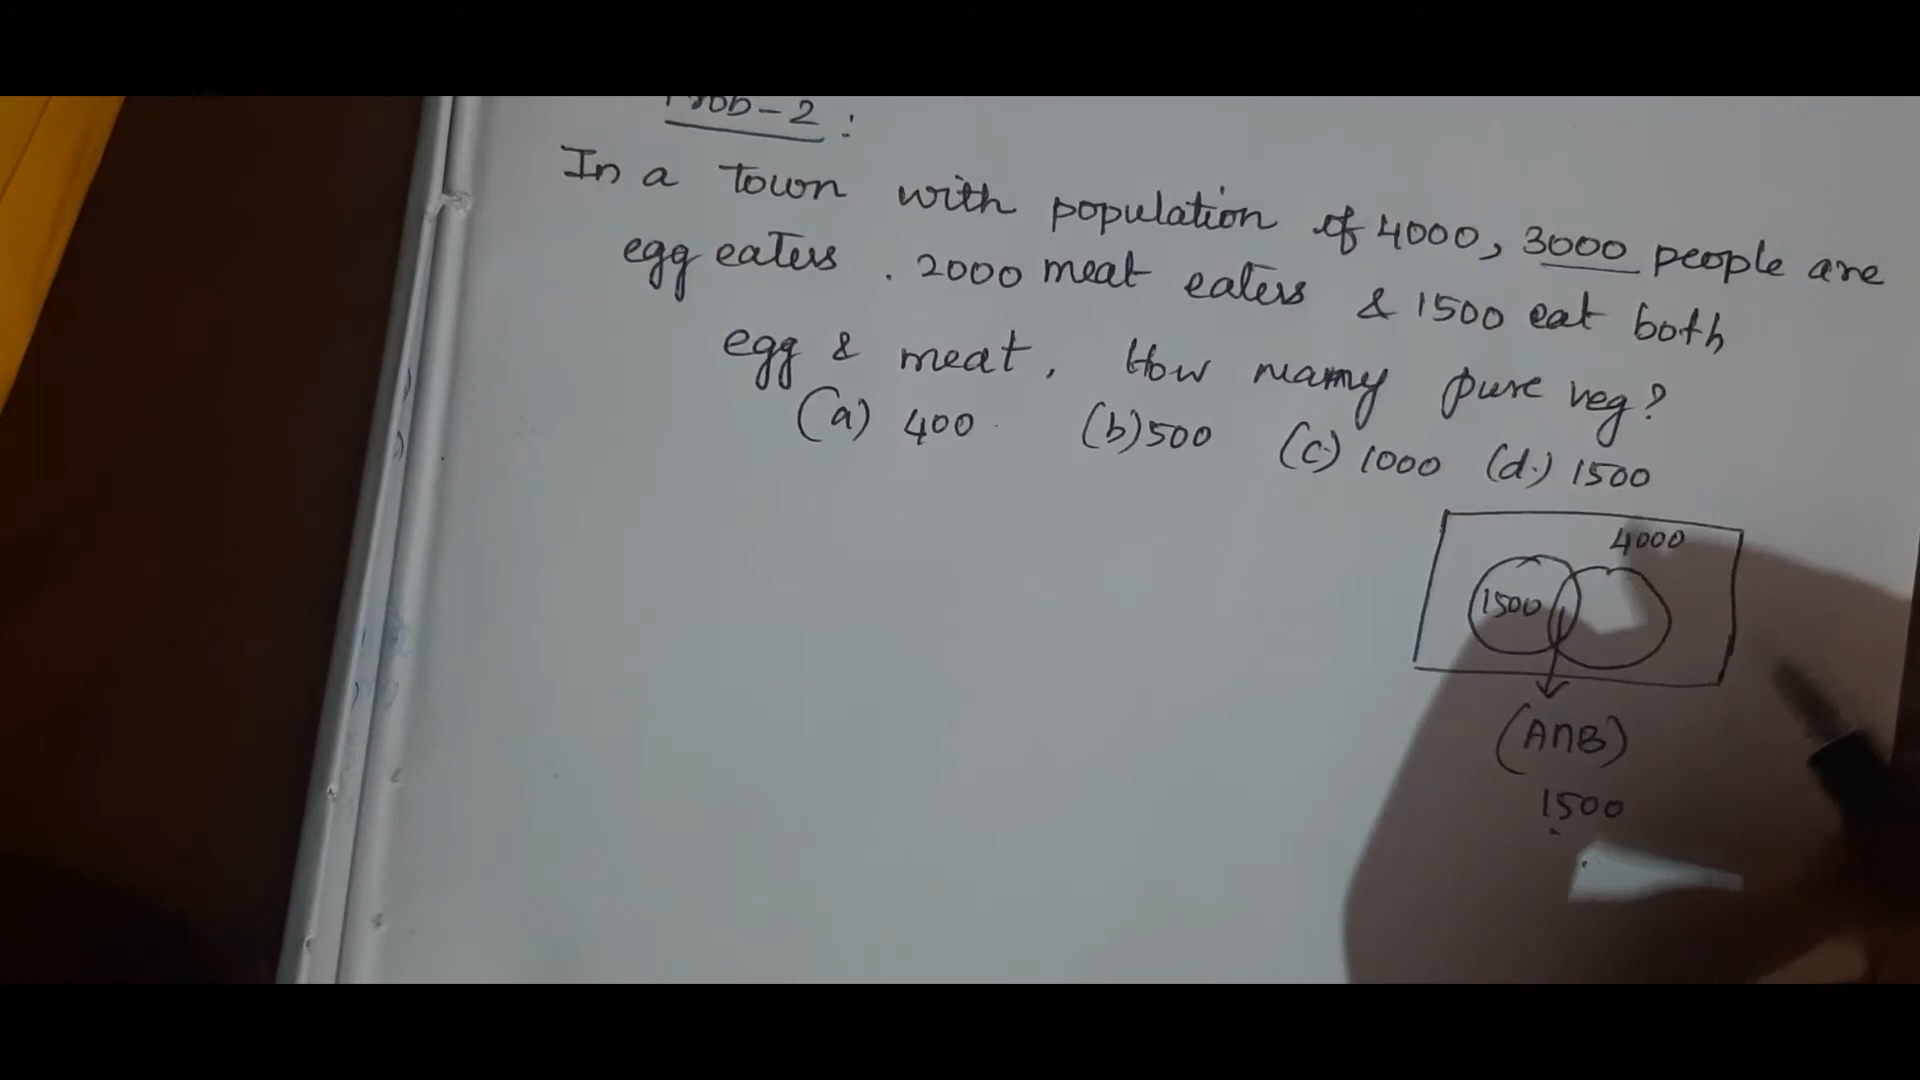 Prob-2 :
In a town with population of 4000, 3000 people are
egg eaters. 2000 meat eaters & 1500 eat both
egg & meat, How many pure veg?
(a) 400 (b) 500 (c) 1000 (d.) 1500
4000
1500
(A∩B)
1500